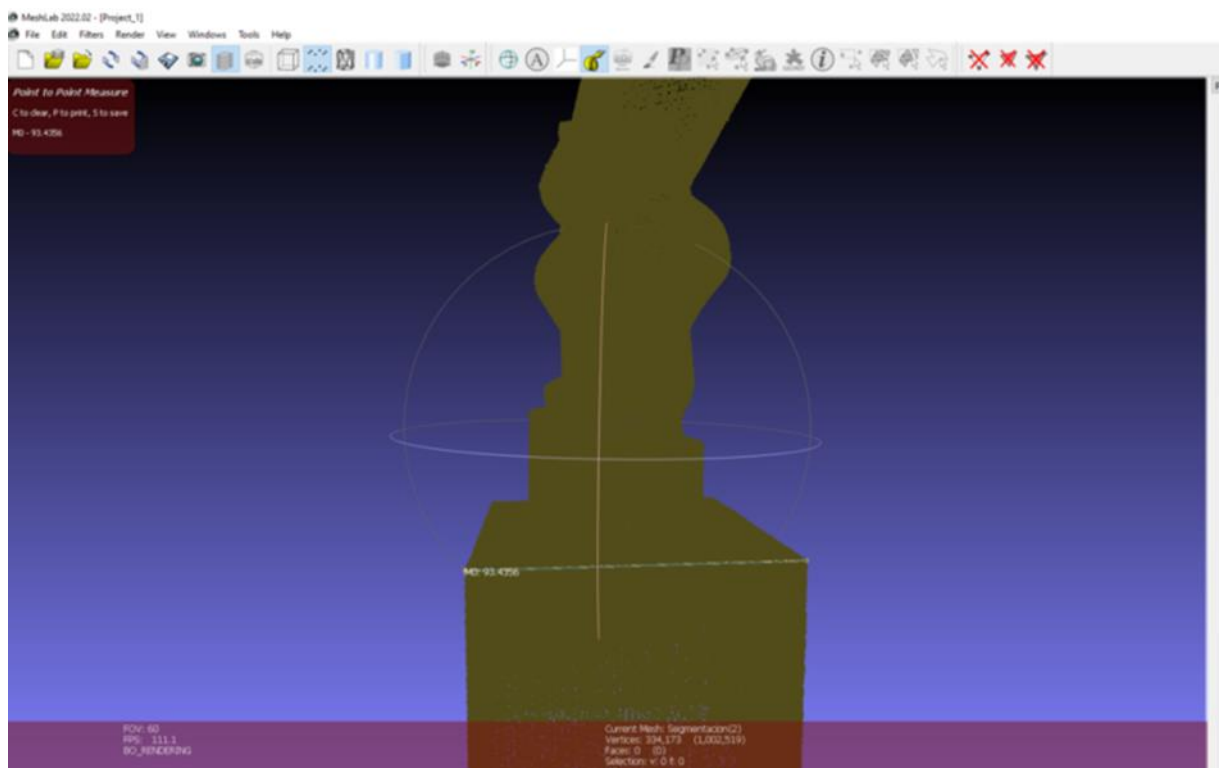 MeshLab 2022.02 - [Project_1]
File Edit Filters Render View Windows Tools Help
Point to Point Measure
C to clear, P to print, S to save
M0 - 93.4356
M0: 93.4356
FOV: 60
FPS: 111.1
BO_RENDERING
Current Mesh: Segmentacion(2)
Vertices: 334,173 (1,002,519)
Faces: 0 (0)
Selection: v: 0 f: 0